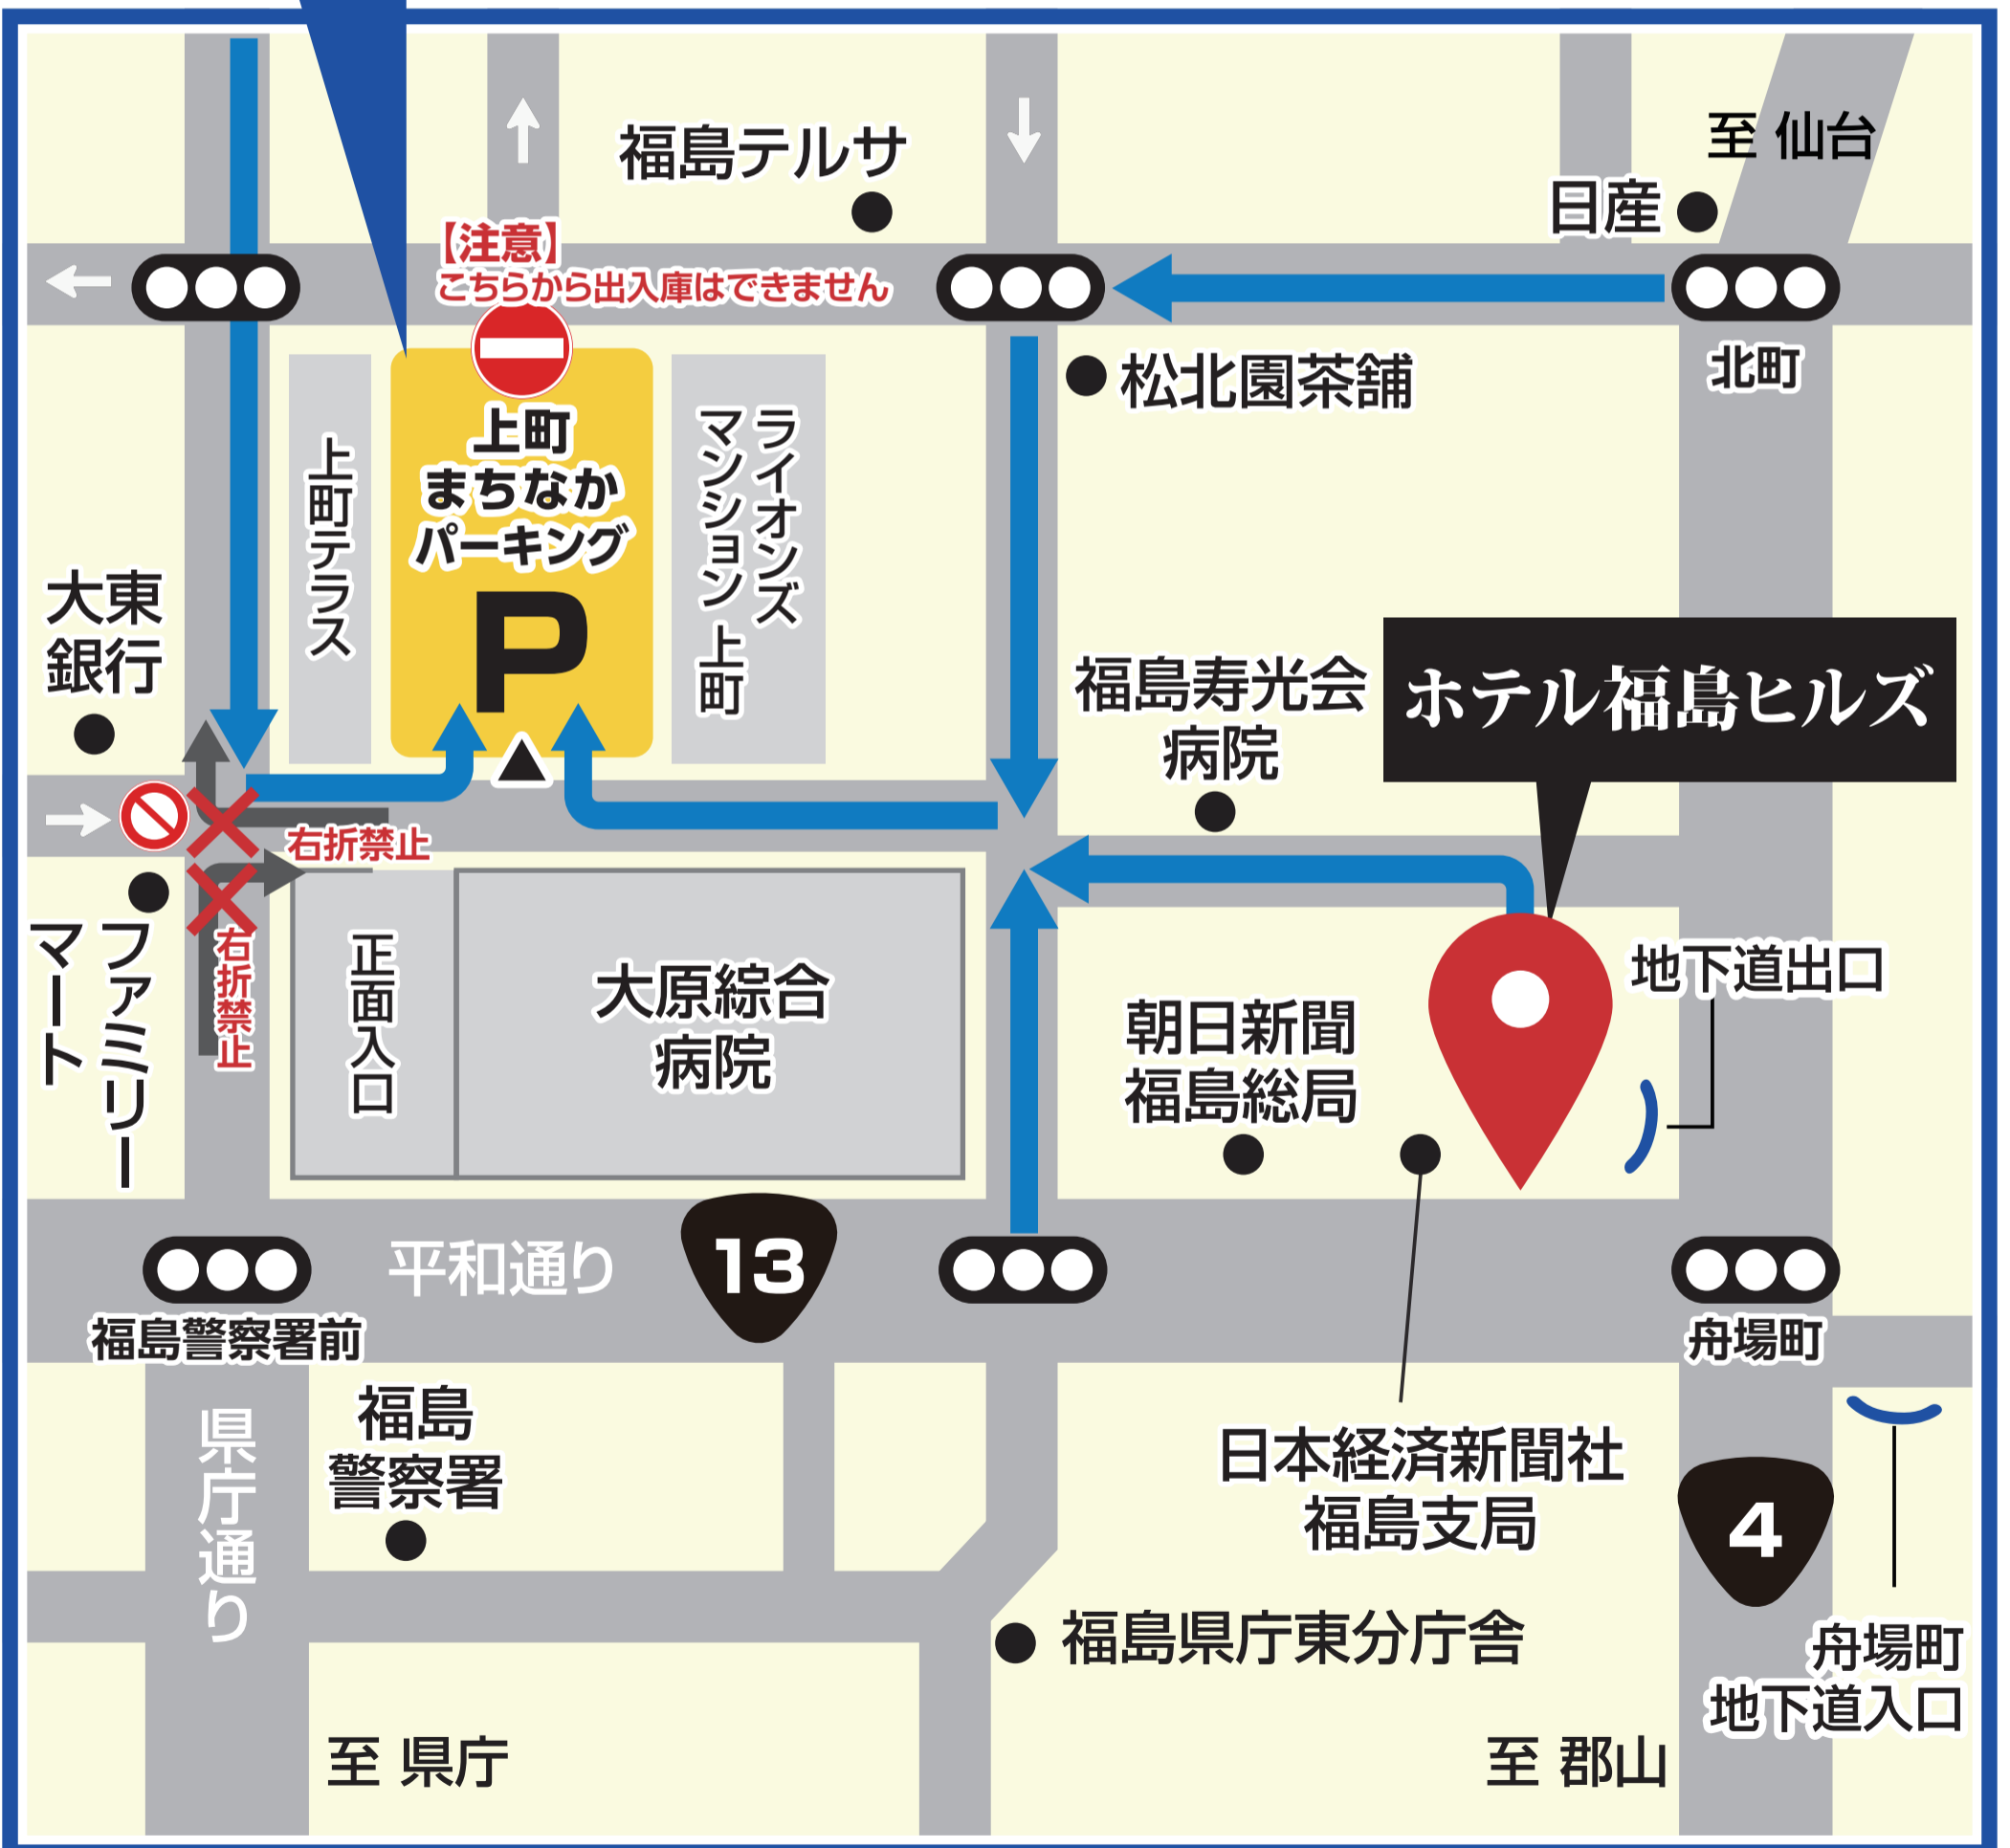 至 仙台
福島テルサ
日産
【注意】
こちらから出入庫はできません
北町
松北園茶舗
上町
まちなか
パーキング
P
上町テラス
ライオンズ
マンション 上町
大東
銀行
福島寿光会
病院
ホテル福島ヒルズ
右折禁止
右折禁止
ファミリー
マート
正面入口
大原綜合
病院
地下道出口
朝日新聞
福島総局
平和通り
13
福島警察署前
舟場町
福島
警察署
県庁通り
日本経済新聞社
福島支局
4
福島県庁東分庁舎
舟場町
地下道入口
至 県庁
至 郡山